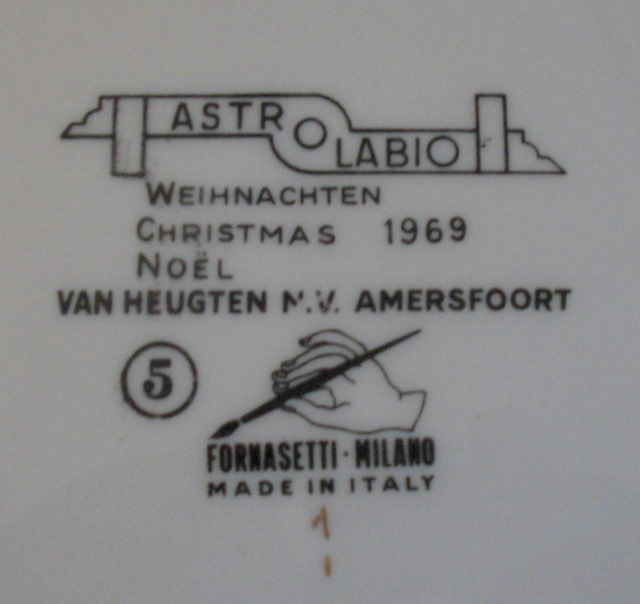 ASTROLABIO
WEIHNACHTEN
CHRISTMAS 1969
NOËL
VAN HEUGTEN N.V. AMERSFOORT
5
FORNASETTI · MILANO
MADE IN ITALY
1